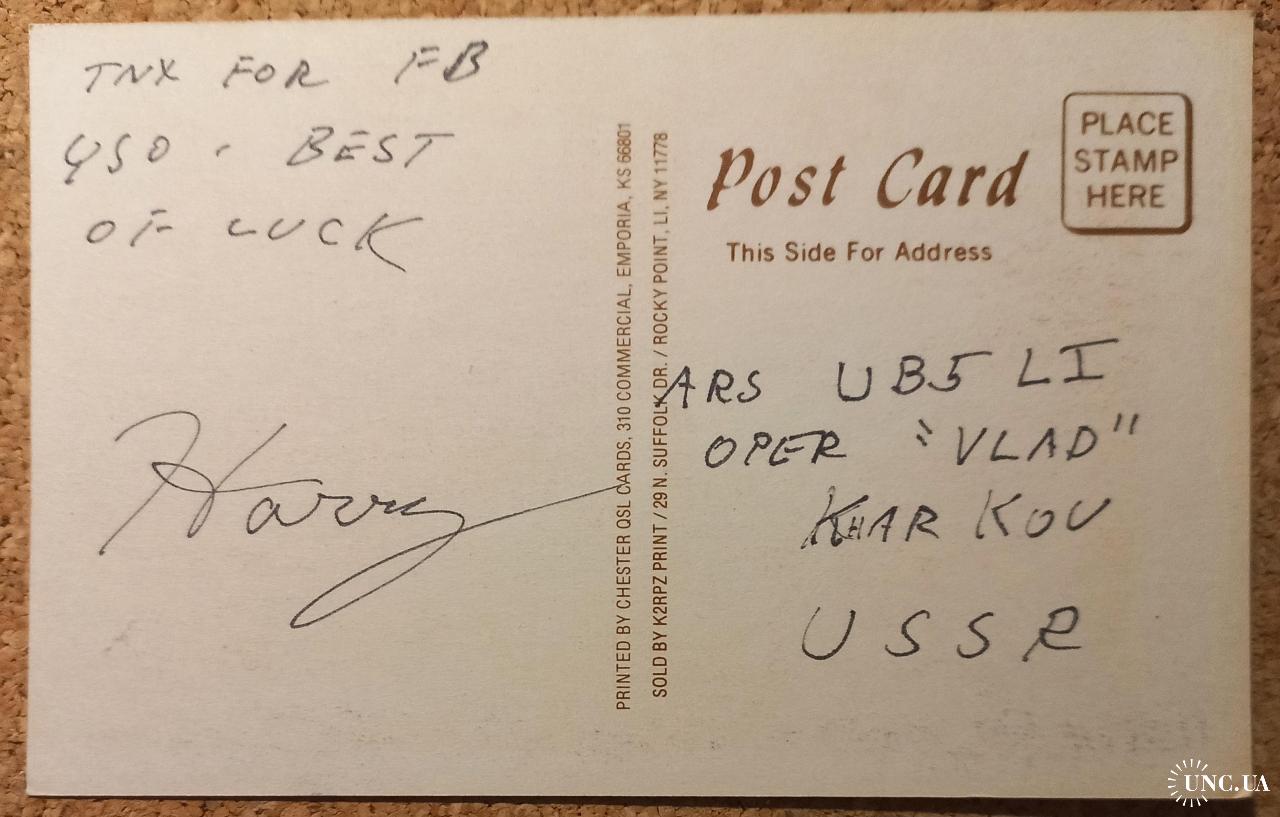 TNX FOR FB
QSO. BEST
OF LUCK
Harry
PRINTED BY CHESTER QSL CARDS, 310 COMMERCIAL, EMPORIA, KS 66801
SOLD BY K2RPZ PRINT / 29 N. SUFFOLK DR. / ROCKY POINT, LI, NY 11778
Post Card
This Side For Address
PLACE
STAMP
HERE
ARS UB5 LI
OPER "VLAD"
KHARKOV
USSR
UNC.UA